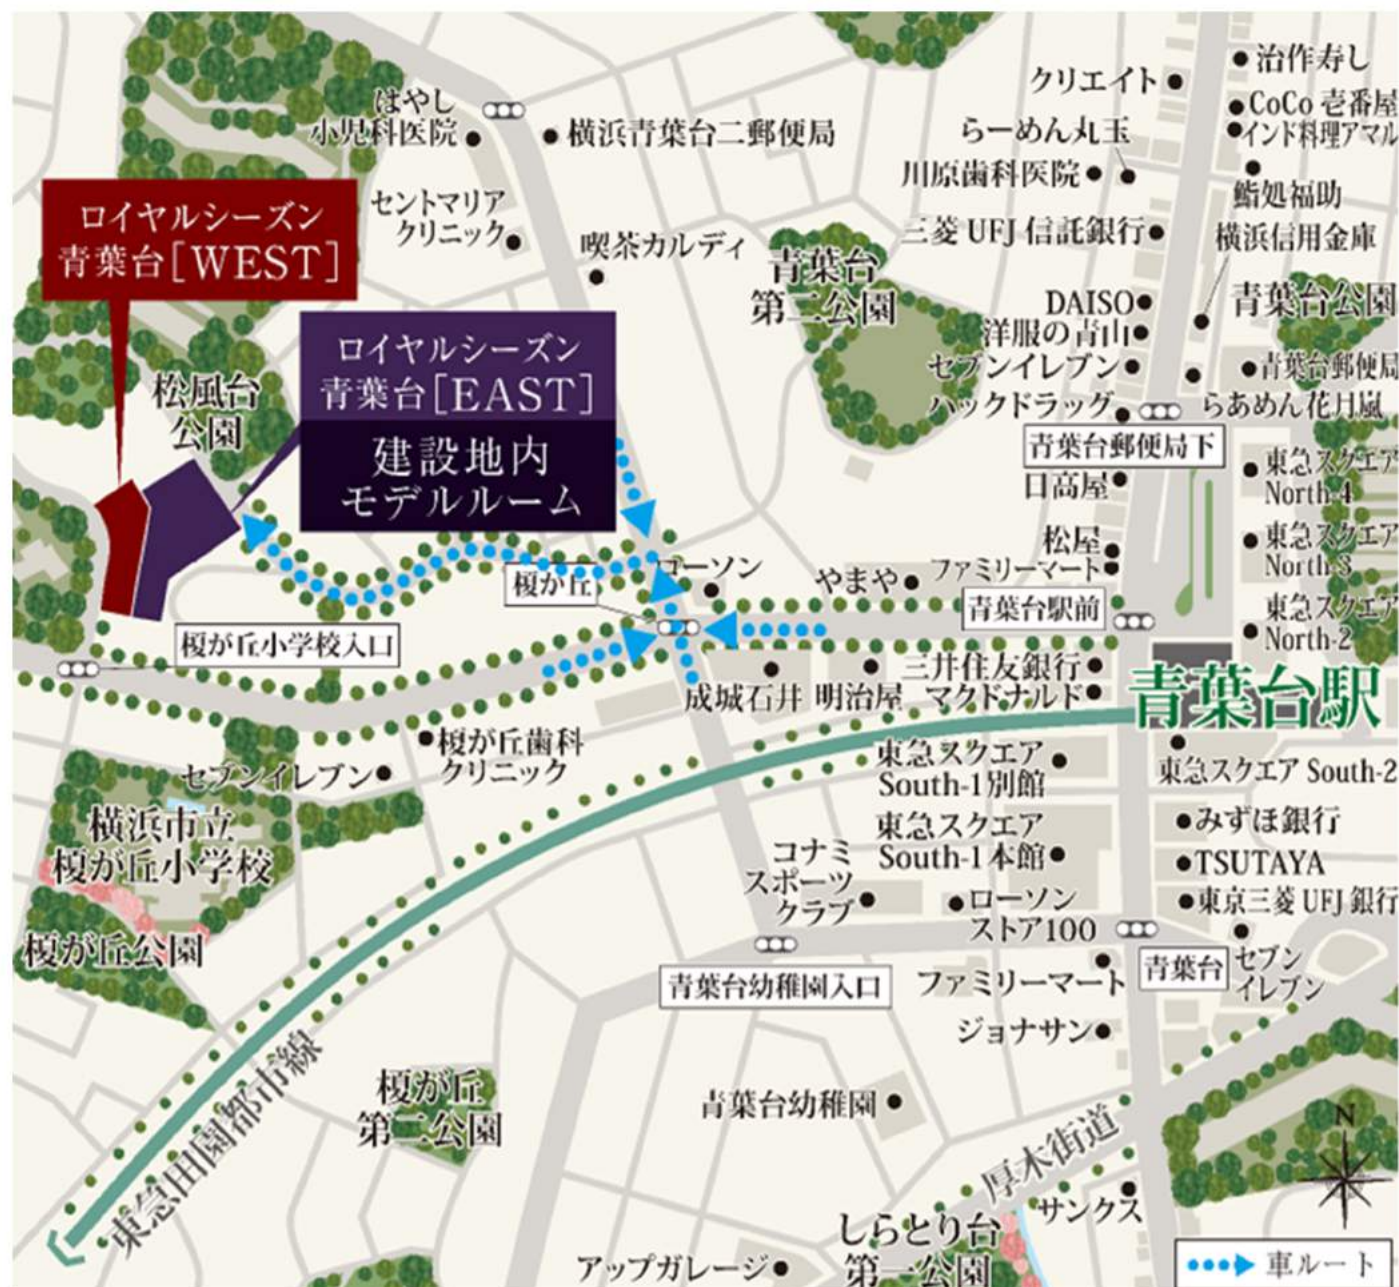 クリエイト
治作寿し
CoCo 壱番屋
インド料理アマル
はやし
小児科医院
横浜青葉台二郵便局
らーめん丸玉
川原歯科医院
鮨処福助
セントマリア
クリニック
喫茶カルディ
三菱 UFJ 信託銀行
横浜信用金庫
ロイヤルシーズン
青葉台[WEST]
青葉台
第二公園
DAISO
洋服の青山
セブンイレブン
ハックドラッグ
青葉台公園
青葉台郵便局
らあめん花月嵐
ロイヤルシーズン
青葉台[EAST]
建設地内
モデルルーム
松風台
公園
青葉台郵便局下
日高屋
東急スクエア
North-4
松屋
ファミリーマート
東急スクエア
North-3
榎が丘
ローソン
やまや
青葉台駅前
東急スクエア
North-2
榎が丘小学校入口
成城石井
明治屋
三井住友銀行
マクドナルド
青葉台駅
榎が丘歯科
クリニック
セブンイレブン
東急スクエア
South-1別館
東急スクエア South-2
横浜市立
榎が丘小学校
東急スクエア
South-1本館
みずほ銀行
TSUTAYA
東京三菱 UFJ 銀行
コナミ
スポーツ
クラブ
ローソン
ストア100
榎が丘公園
青葉台幼稚園入口
ファミリーマート
青葉台
セブン
イレブン
ジョナサン
東急田園都市線
榎が丘
第二公園
青葉台幼稚園
厚木街道
N
サンクス
しらとり台
第一公園
アップガレージ
車ルート